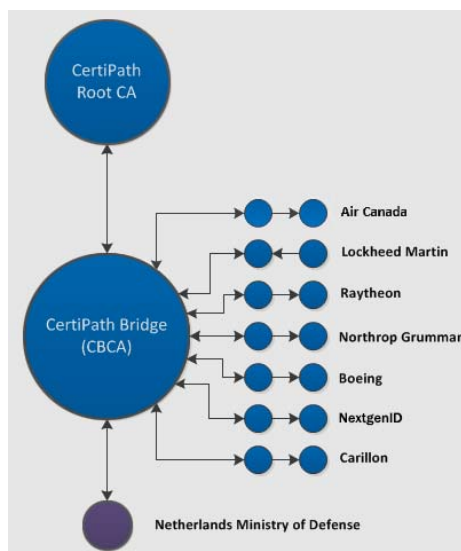 CertiPath
Root CA
Air Canada
Lockheed Martin
Raytheon
CertiPath Bridge
(CBCA)
Northrop Grumman
Boeing
NextgenID
Carillon
Netherlands Ministry of Defense